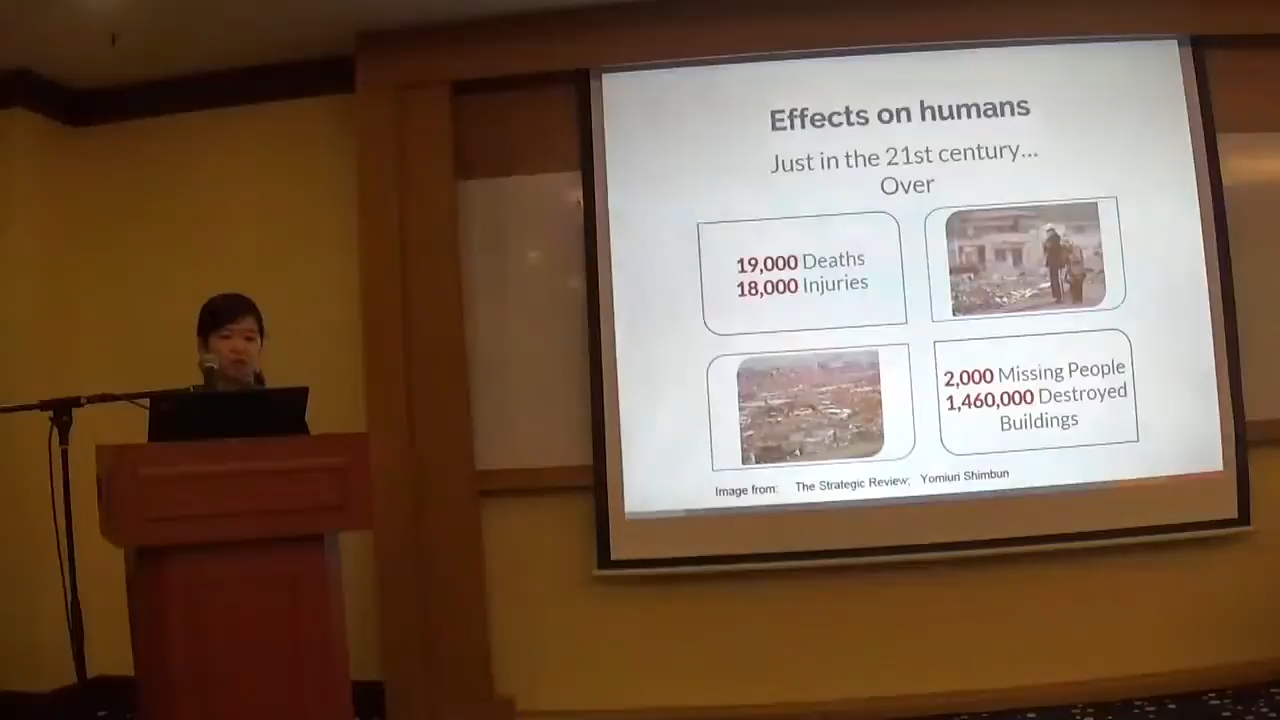 Effects on humans
Just in the 21st century...
Over
19,000 Deaths
18,000 Injuries
2,000 Missing People
1,460,000 Destroyed
Buildings
Image from: The Strategic Review; Yomiuri Shimbun